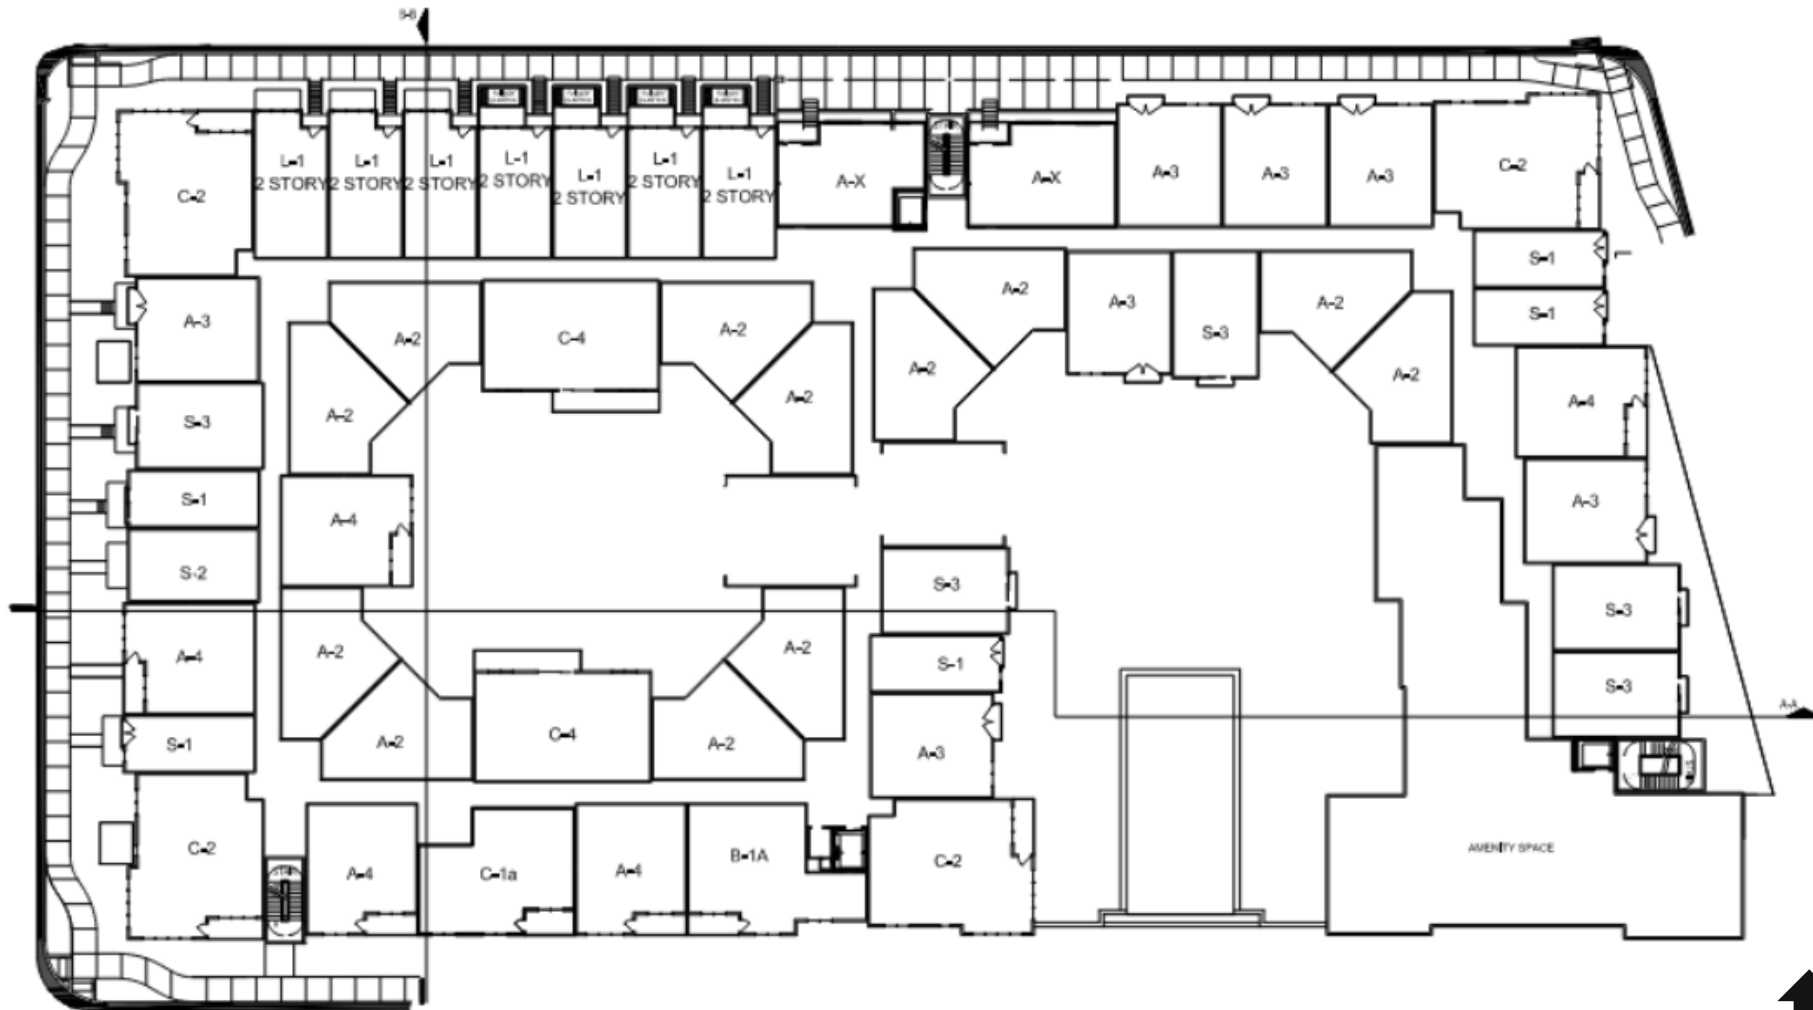 B-B
C-2
L-1
2 STORY
L-1
2 STORY
L-1
2 STORY
L-1
2 STORY
L-1
2 STORY
L-1
2 STORY
L-1
2 STORY
A-X
A-X
A-3
A-3
A-3
C-2
S-1
S-1
A-3
A-2
C-4
A-2
A-2
A-3
S-3
A-2
A-2
A-2
A-2
A-2
A-4
S-3
S-1
A-4
A-3
S-2
S-3
S-3
A-4
A-2
A-2
S-1
S-3
S-1
A-2
C-4
A-2
A-3
A-A
C-2
A-4
C-1a
A-4
B-1A
C-2
AMENITY SPACE